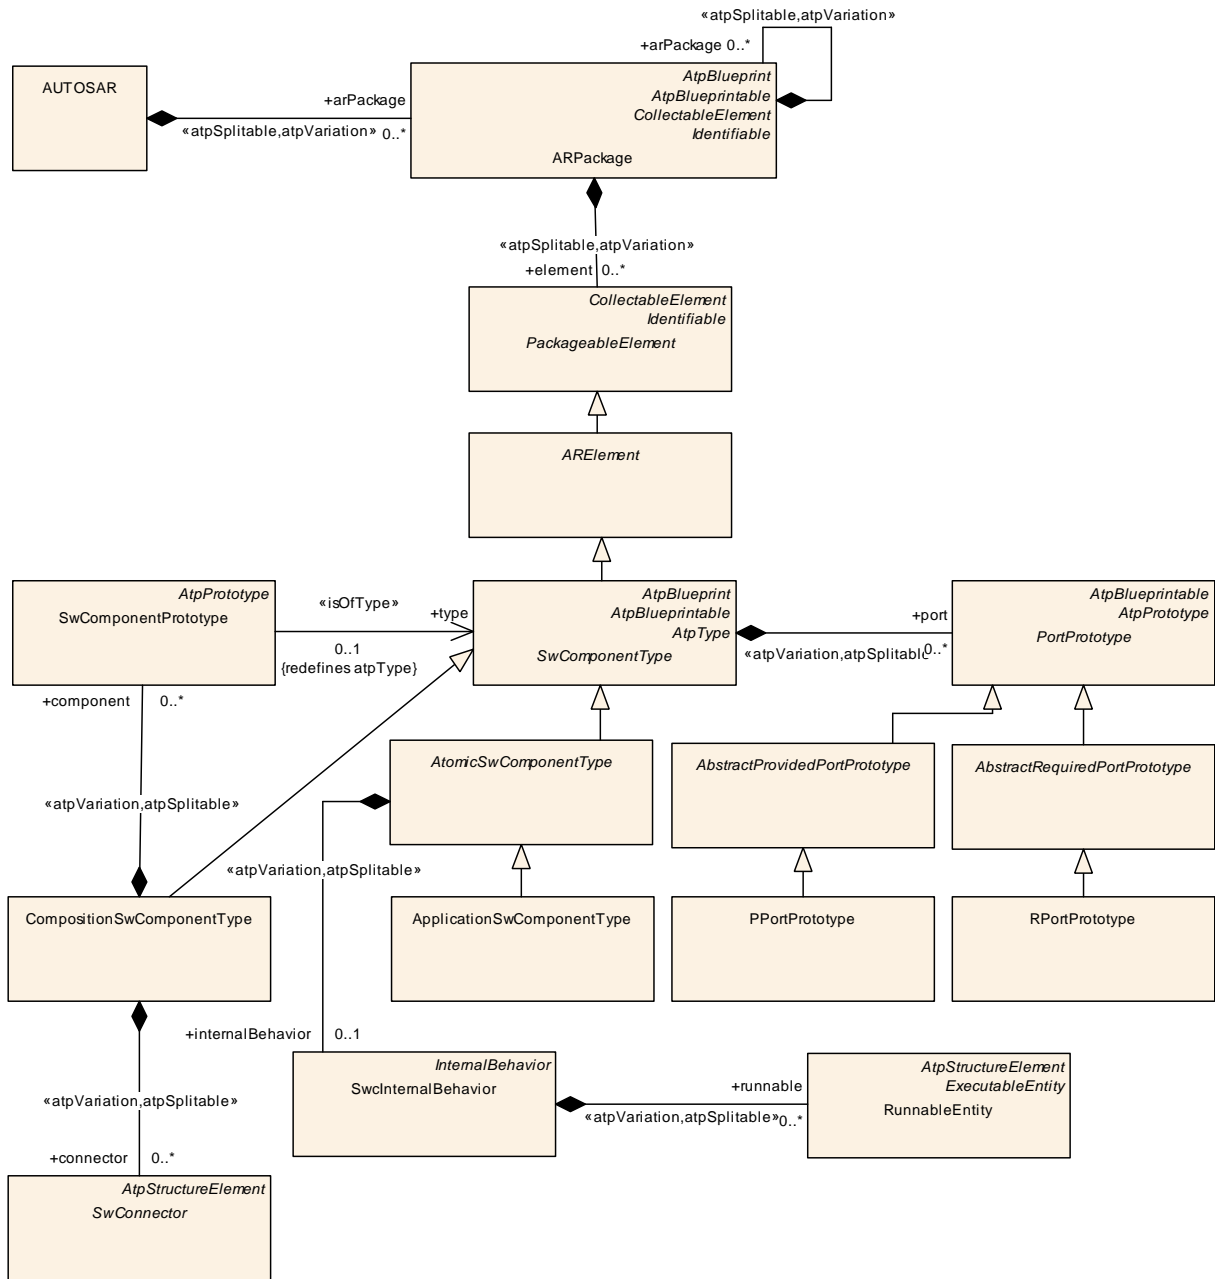 «atpSplitable,atpVariation»
+arPackage 0..*
AUTOSAR
+arPackage
«atpSplitable,atpVariation» 0..*
AtpBlueprint
AtpBlueprintable
CollectableElement
Identifiable
ARPackage
«atpSplitable,atpVariation»
+element 0..*
CollectableElement
Identifiable
PackageableElement
ARElement
AtpPrototype
SwComponentPrototype
«isOfType»
+type
0..1
{redefines atpType}
AtpBlueprint
AtpBlueprintable
AtpType
SwComponentType
+port
«atpVariation,atpSplitable»
0..*
AtpBlueprintable
AtpPrototype
PortPrototype
+component 0..*
AtomicSwComponentType
AbstractProvidedPortPrototype
AbstractRequiredPortPrototype
«atpVariation,atpSplitable»
«atpVariation,atpSplitable»
CompositionSwComponentType
ApplicationSwComponentType
PPortPrototype
RPortPrototype
+internalBehavior 0..1
InternalBehavior
SwcInternalBehavior
+runnable
«atpVariation,atpSplitable» 0..*
AtpStructureElement
ExecutableEntity
RunnableEntity
«atpVariation,atpSplitable»
+connector 0..*
AtpStructureElement
SwConnector